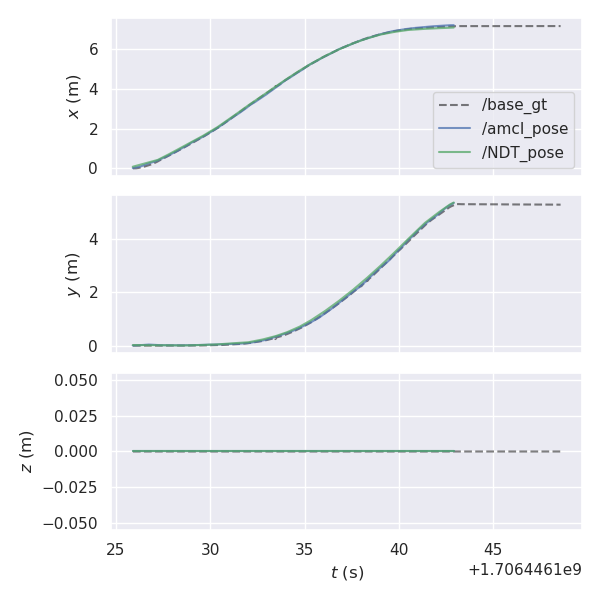 6
4
2
0
x (m)
/base_gt
/amcl_pose
/NDT_pose
4
2
0
y (m)
0.050
0.025
0.000
−0.025
−0.050
z (m)
25 30 35 40 45
t (s)
+1.7064461e9